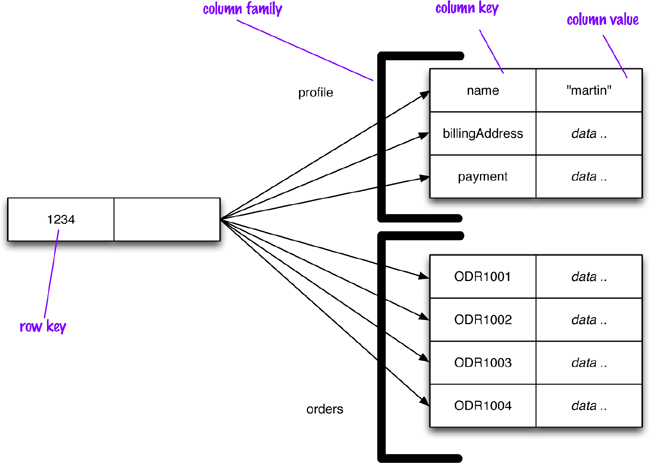 column family
column key
column value
profile
name
"martin"
billingAddress
data ..
payment
data ..
1234
row key
ODR1001
data ..
ODR1002
data ..
ODR1003
data ..
orders
ODR1004
data ..